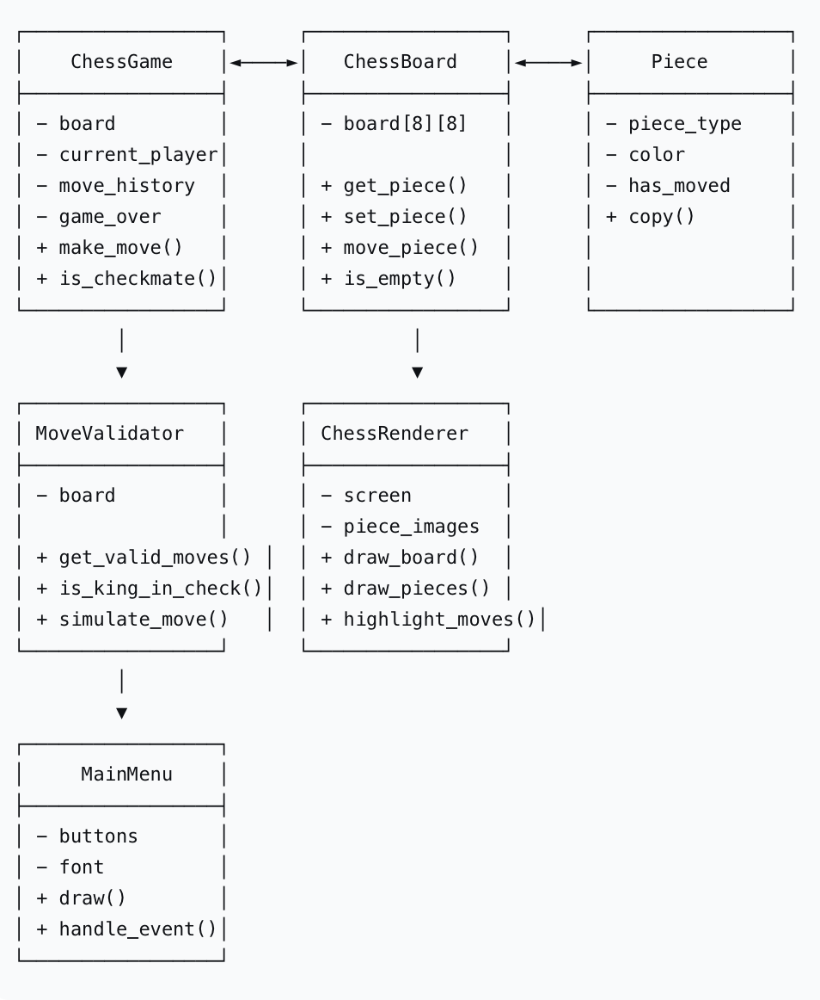 ChessGame
- board
- current_player
- move_history
- game_over
+ make_move()
+ is_checkmate()
ChessBoard
- board[8][8]
+ get_piece()
+ set_piece()
+ move_piece()
+ is_empty()
Piece
- piece_type
- color
- has_moved
+ copy()
MoveValidator
- board
+ get_valid_moves()
+ is_king_in_check()
+ simulate_move()
ChessRenderer
- screen
- piece_images
+ draw_board()
+ draw_pieces()
+ highlight_moves()
MainMenu
- buttons
- font
+ draw()
+ handle_event()